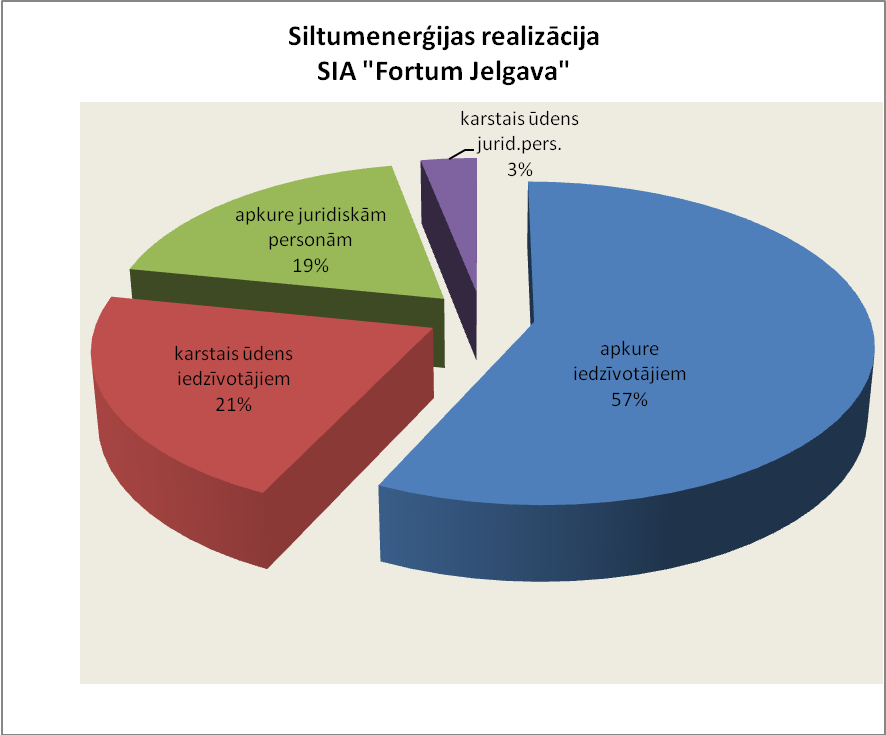 Siltumenerģijas realizācija
SIA "Fortum Jelgava"
karstais ūdens
jurid.pers.
3%
apkure juridiskām
personām
19%
karstais ūdens
iedzīvotājiem
21%
apkure
iedzīvotājiem
57%